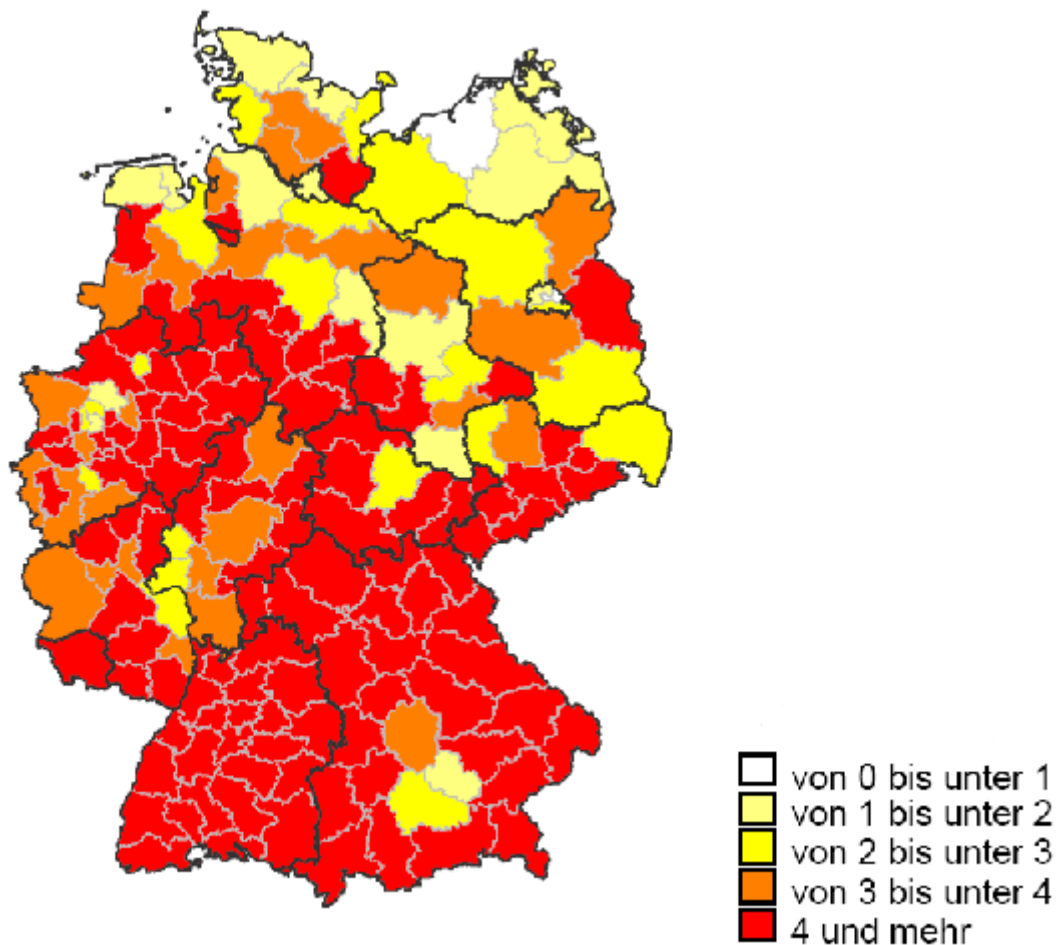 von 0 bis unter 1
von 1 bis unter 2
von 2 bis unter 3
von 3 bis unter 4
4 und mehr